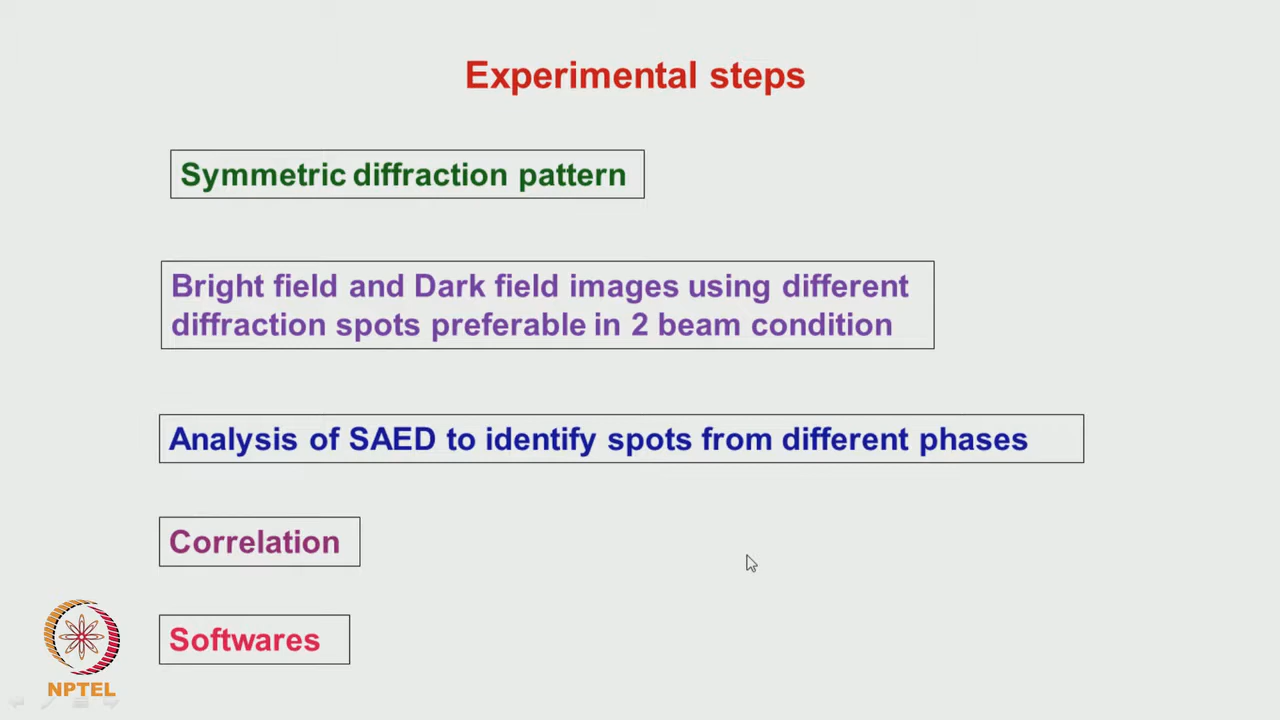 Experimental steps
Symmetric diffraction pattern
Bright field and Dark field images using different
diffraction spots preferable in 2 beam condition
Analysis of SAED to identify spots from different phases
Correlation
Softwares
NPTEL